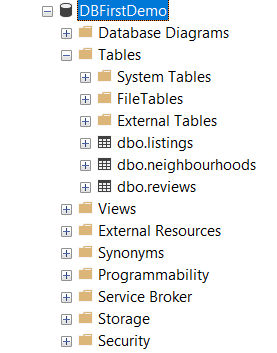 DBFirstDemo
Database Diagrams
Tables
System Tables
FileTables
External Tables
dbo.listings
dbo.neighbourhoods
dbo.reviews
Views
External Resources
Synonyms
Programmability
Service Broker
Storage
Security